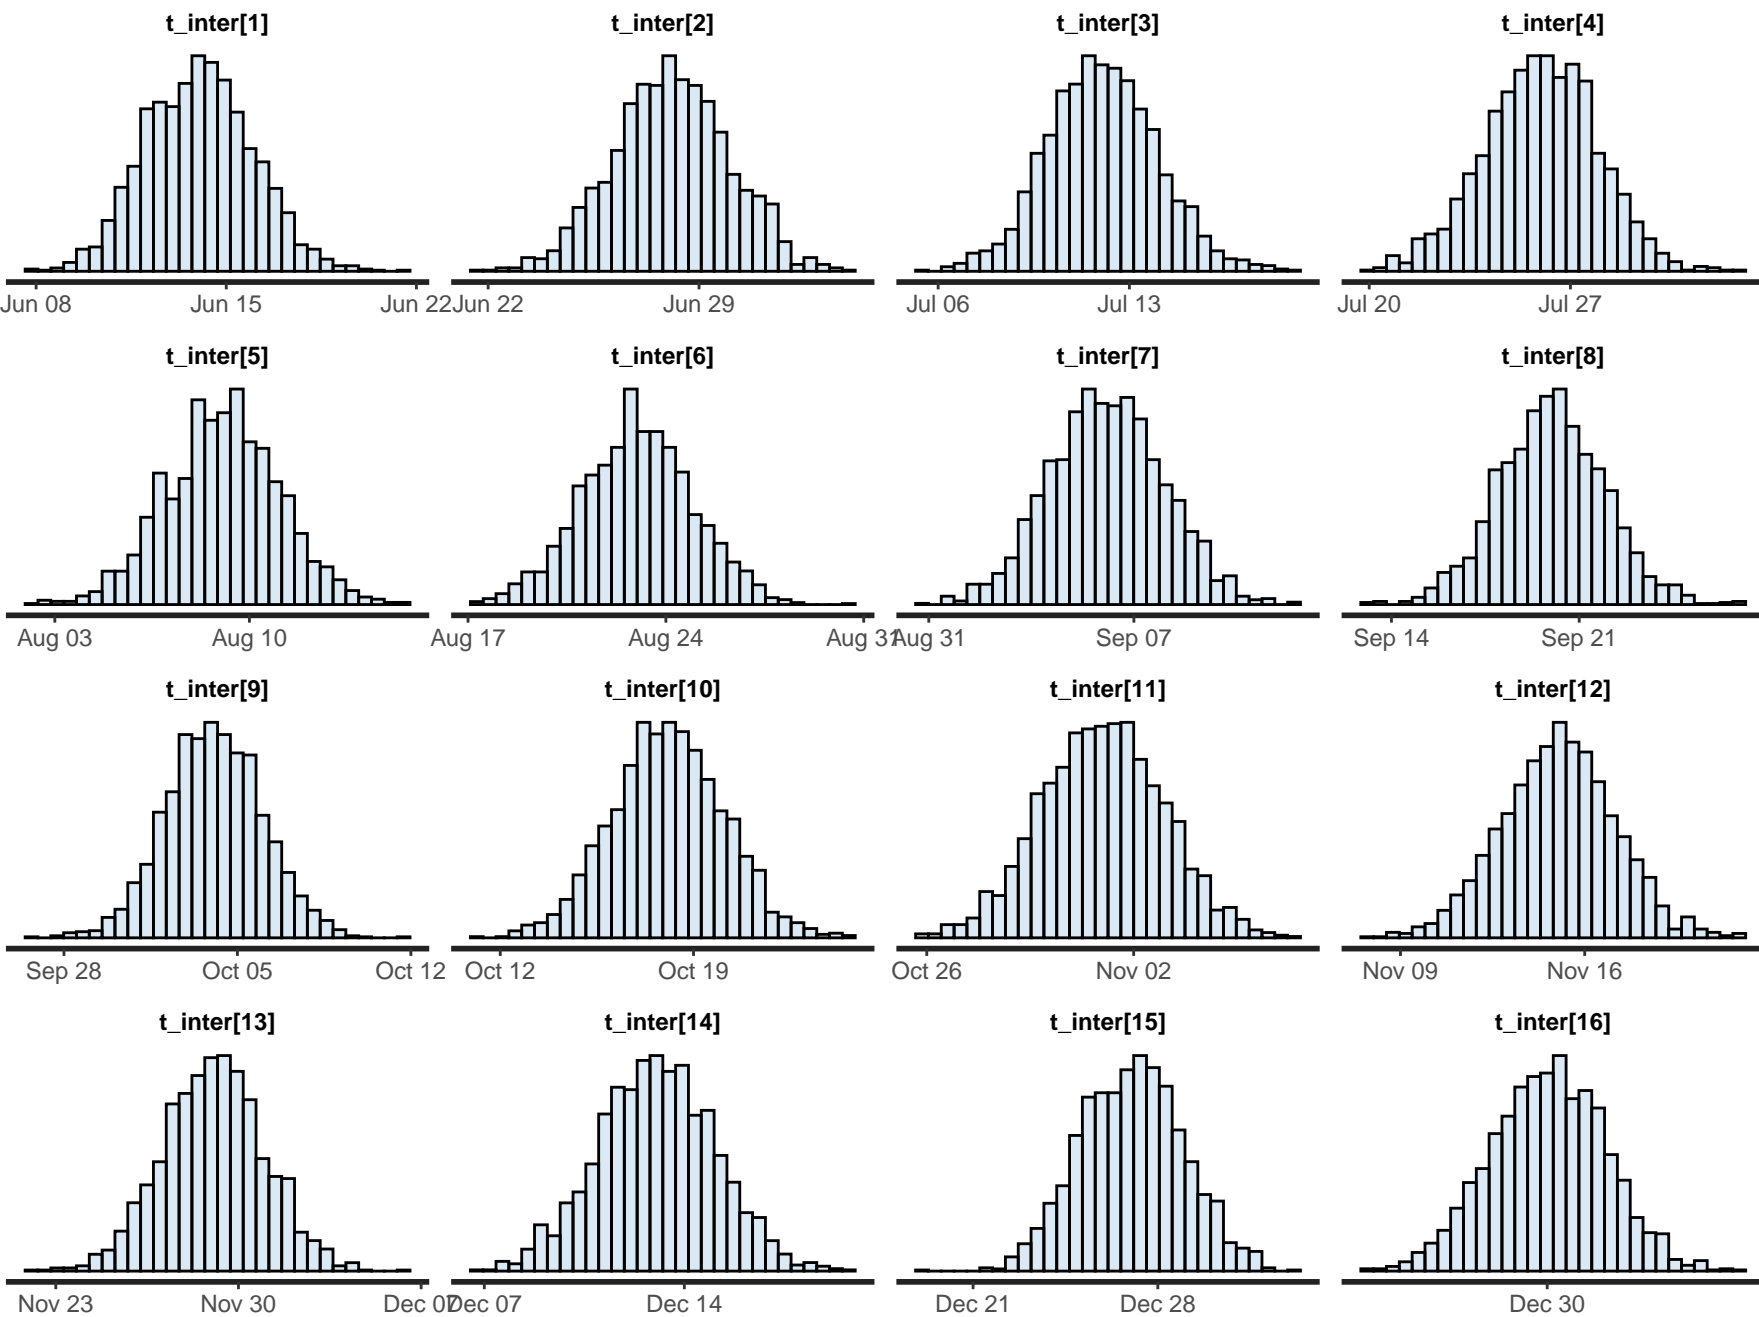 t_inter[1] t_inter[2] t_inter[3] t_inter[4]
Jun 08 Jun 15 Jun 22 Jun 22 Jun 29 Jul 06 Jul 13 Jul 20 Jul 27
t_inter[5] t_inter[6] t_inter[7] t_inter[8]
Aug 03 Aug 10 Aug 17 Aug 24 Aug 31 Aug 31 Sep 07 Sep 14 Sep 21
t_inter[9] t_inter[10] t_inter[11] t_inter[12]
Sep 28 Oct 05 Oct 12 Oct 12 Oct 19 Oct 26 Nov 02 Nov 09 Nov 16
t_inter[13] t_inter[14] t_inter[15] t_inter[16]
Nov 23 Nov 30 Dec 07 Dec 07 Dec 14 Dec 21 Dec 28 Dec 30